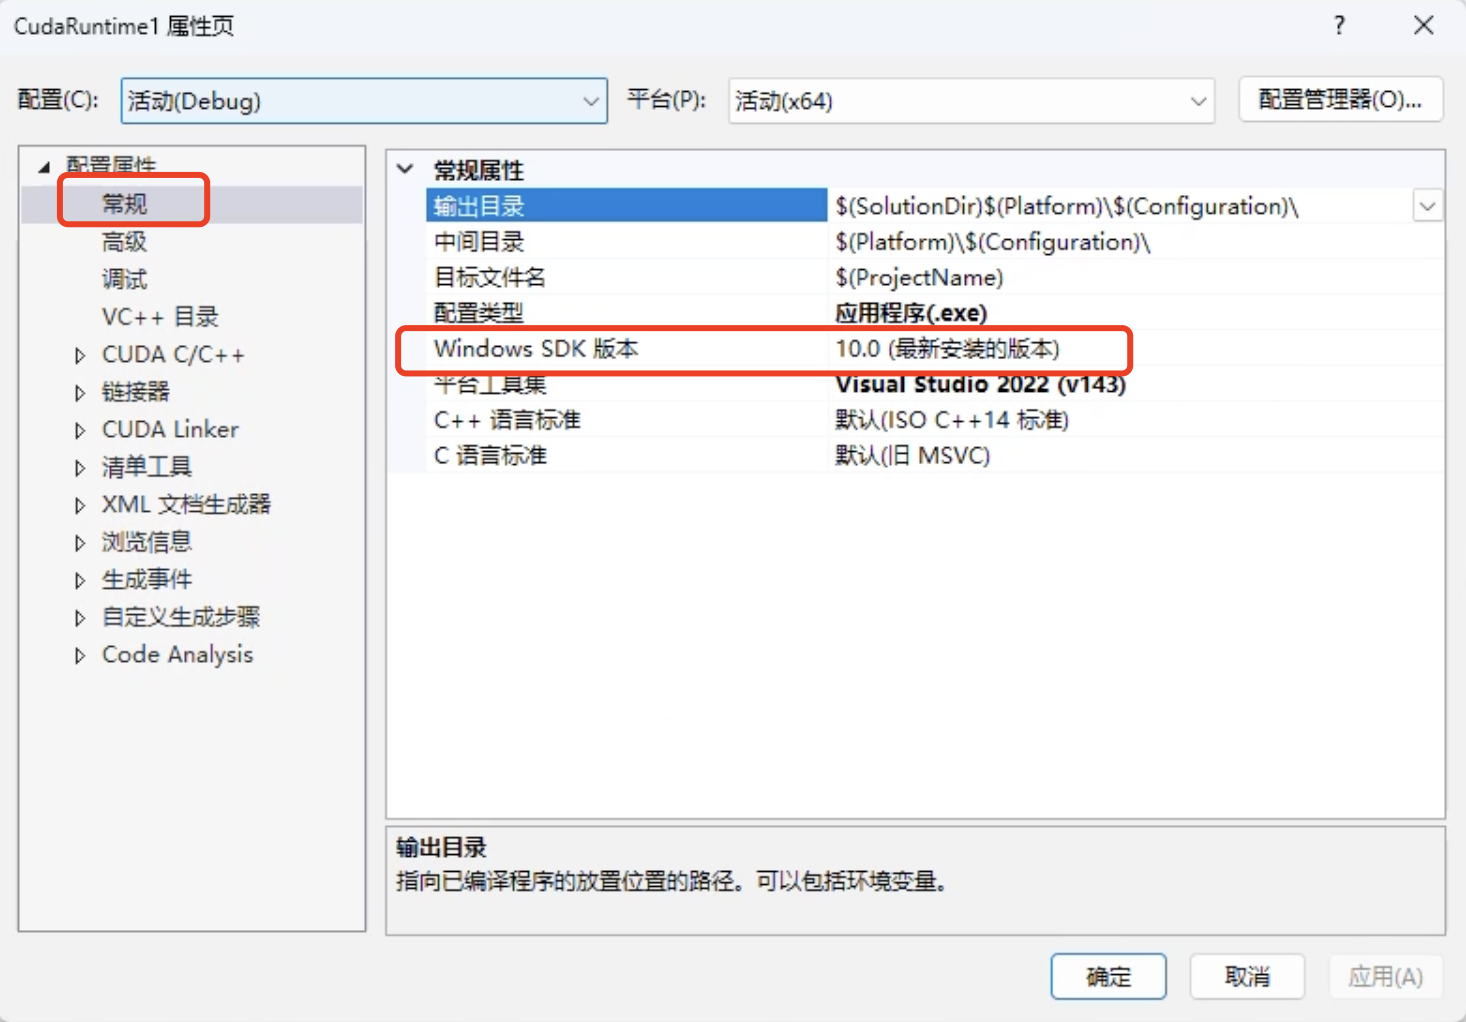 CudaRuntime1 属性页
?
配置(C):
活动(Debug)
平台(P):
活动(x64)
配置管理器(O)...
配置属性
常规
高级
调试
VC++ 目录
CUDA C/C++
链接器
CUDA Linker
清单工具
XML 文档生成器
浏览信息
生成事件
自定义生成步骤
Code Analysis
常规属性
输出目录 $(SolutionDir)$(Platform)\$(Configuration)\
中间目录 $(Platform)\$(Configuration)\
目标文件名 $(ProjectName)
配置类型 应用程序(.exe)
Windows SDK 版本 10.0 (最新安装的版本)
平台工具集 Visual Studio 2022 (v143)
C++ 语言标准 默认(ISO C++14 标准)
C 语言标准 默认(旧 MSVC)
输出目录
指向已编译程序的放置位置的路径。可以包括环境变量。
确定
取消
应用(A)